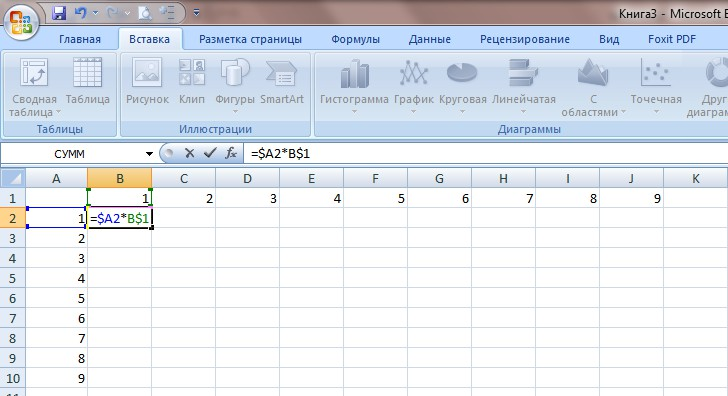 Книга3 - Microsoft E
Главная Вставка Разметка страницы Формулы Данные Рецензирование Вид Foxit PDF
Сводная таблица Таблица Рисунок Клип Фигуры SmartArt Гистограмма График Круговая Линейчатая С областями Точечная Друг диаграм
Таблицы Иллюстрации Диаграммы
СУММ fx =$A2*B$1
A B C D E F G H I J K
1 1 2 3 4 5 6 7 8 9
2 1 =$A2*B$1
3 2
4 3
5 4
6 5
7 6
8 7
9 8
10 9